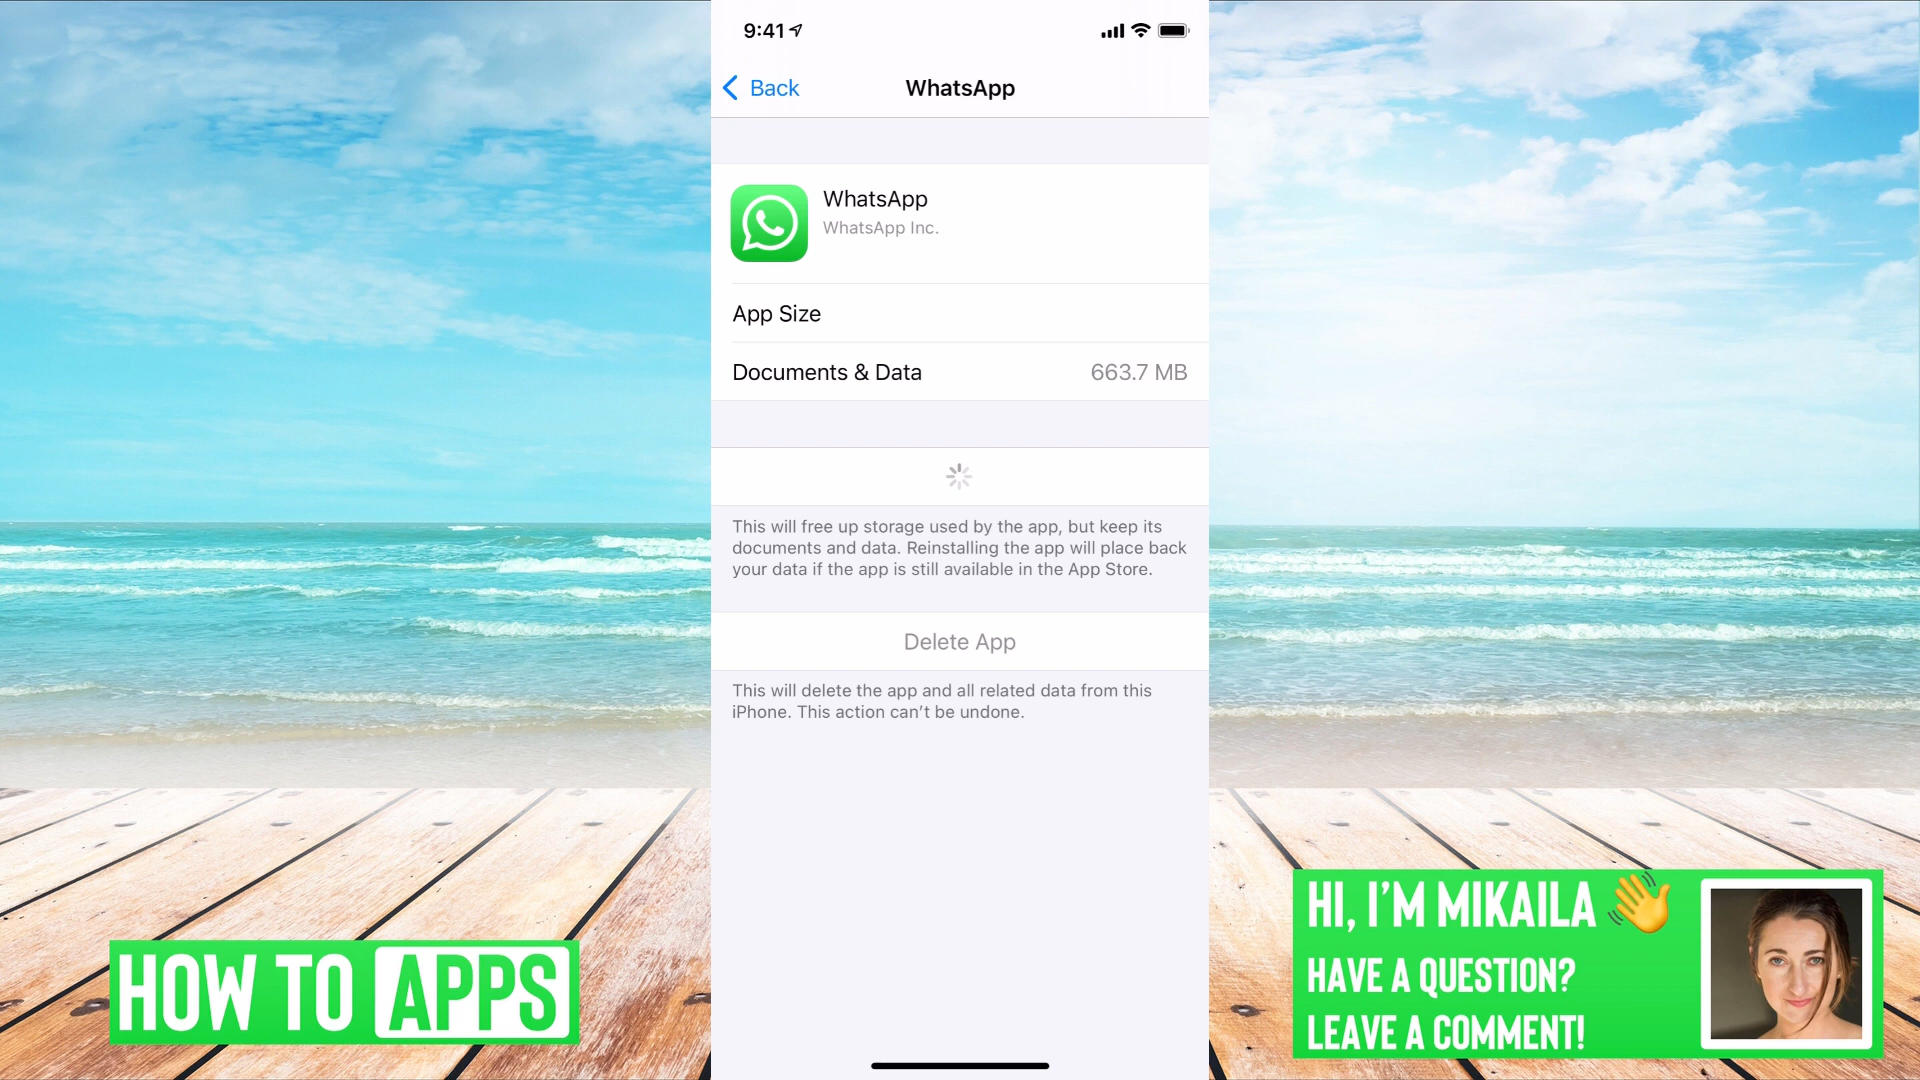 9:41
Back
WhatsApp
WhatsApp
WhatsApp Inc.
App Size
Documents & Data 663.7 MB
This will free up storage used by the app, but keep its
documents and data. Reinstalling the app will place back
your data if the app is still available in the App Store.
Delete App
This will delete the app and all related data from this
iPhone. This action can’t be undone.
HOW TO APPS
HI, I’M MIKAILA 👋
HAVE A QUESTION?
LEAVE A COMMENT!